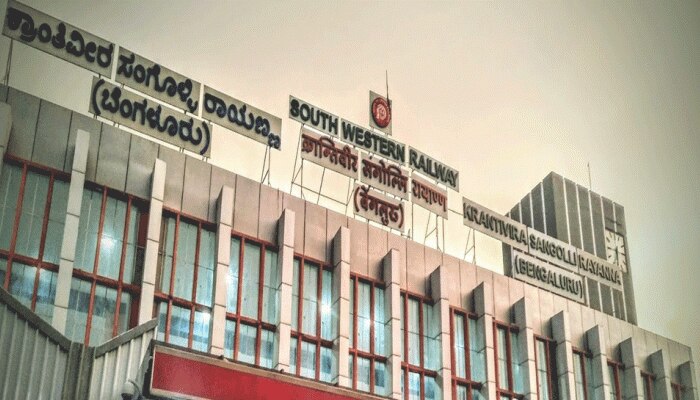 ಕ್ರಾಂತಿವೀರ ಸಂಗೊಳ್ಳಿ ರಾಯಣ್ಣ
(ಬೆಂಗಳೂರು)
SOUTH WESTERN RAILWAY
क्रान्तिवीर संगोल्लि रायण्ण
(बेंगलुरु)
KRANTIVIRA SANGOLLI RAYANNA
(BENGALURU)